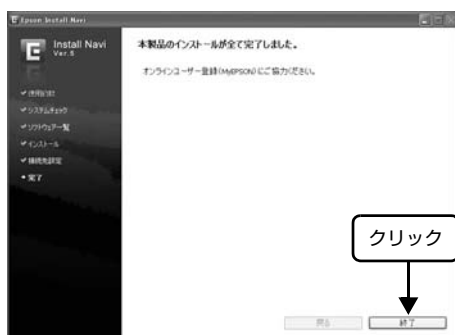 Epson Install Navi
Install Navi
Ver.5
本製品のインストールが全て完了しました。
オンラインユーザー登録(MyEPSON)にご協力ください。
使用許諾
システムチェック
ソフトウェア一覧
インストール
接続先設定
完了
クリック
戻る
終了